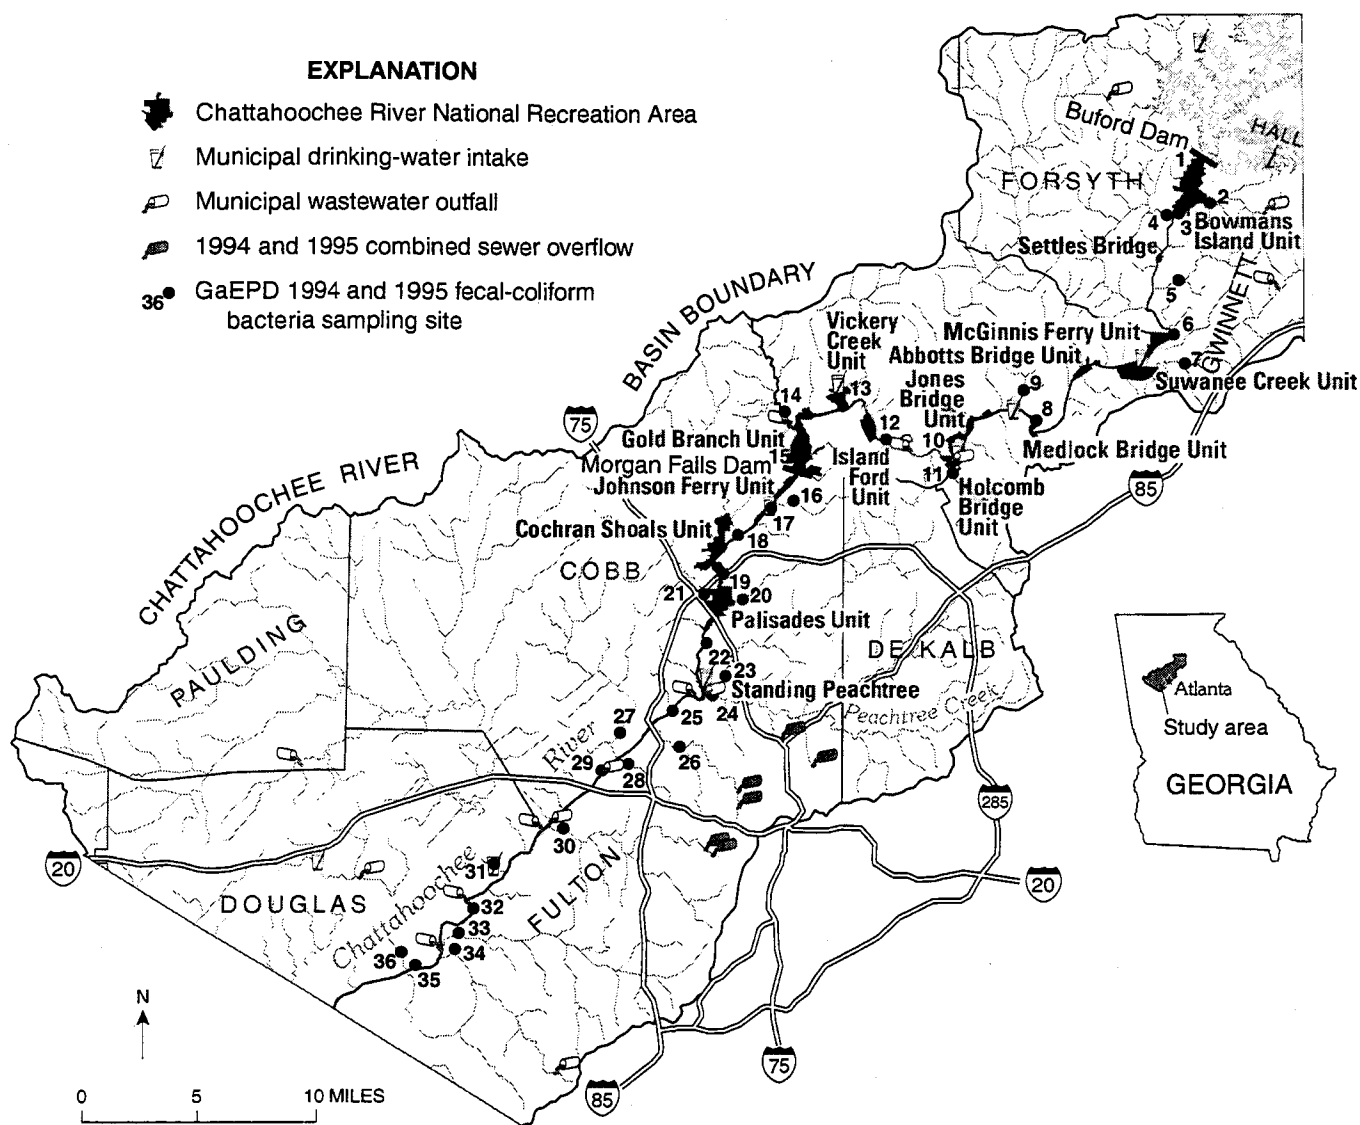 EXPLANATION
Chattahoochee River National Recreation Area
Municipal drinking-water intake
Municipal wastewater outfall
1994 and 1995 combined sewer overflow
36 GaEPD 1994 and 1995 fecal-coliform
bacteria sampling site
Buford Dam
HALL
1
FORSYTH
2
4
3
Bowmans
Island Unit
Settles Bridge
5
GWINNETT
BASIN BOUNDARY
CHATTAHOOCHEE RIVER
Vickery
Creek
Unit
McGinnis Ferry Unit
6
Abbotts Bridge Unit
7
Suwanee Creek Unit
Jones
Bridge
Unit
9
8
13
14
75
12
10
Medlock Bridge Unit
Gold Branch Unit
15
Morgan Falls Dam
Johnson Ferry Unit
Island
Ford
Unit
11
Holcomb
Bridge
Unit
85
16
17
Cochran Shoals Unit
18
COBB
19
21
20
Palisades Unit
PAULDING
DE KALB
22
23
Standing Peachtree
24
Peachtree Creek
25
27
26
River
29
28
Atlanta
Study area
GEORGIA
285
30
20
31
DOUGLAS
Chattahoochee
FULTON
32
33
34
36
35
20
N
75
85
0 5 10 MILES